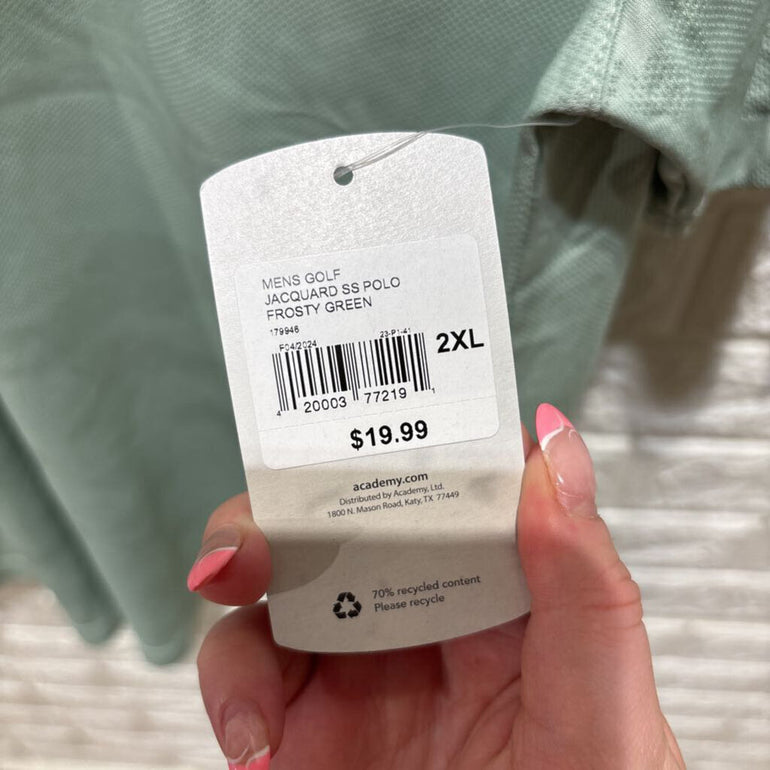 MENS GOLF
JACQUARD SS POLO
FROSTY GREEN
179946
F04/2024 23-P1-41
2XL
4 20003 77219 1
$19.99
academy.com
Distributed by Academy, Ltd.
1800 N. Mason Road, Katy, TX 77449
70% recycled content
Please recycle